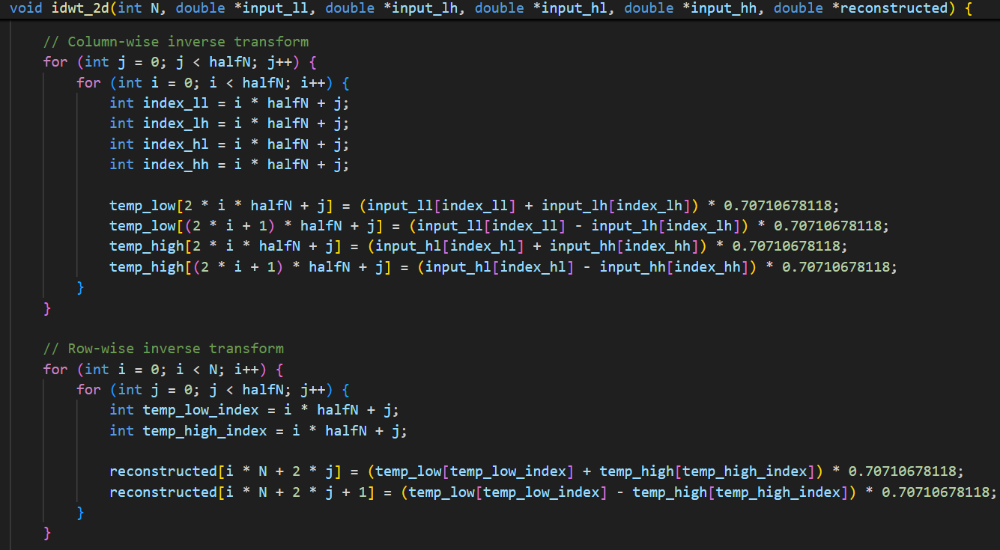 void idwt_2d(int N, double *input_ll, double *input_lh, double *input_hl, double *input_hh, double *reconstructed) {
// Column-wise inverse transform
for (int j = 0; j < halfN; j++) {
for (int i = 0; i < halfN; i++) {
int index_ll = i * halfN + j;
int index_lh = i * halfN + j;
int index_hl = i * halfN + j;
int index_hh = i * halfN + j;
temp_low[2 * i * halfN + j] = (input_ll[index_ll] + input_lh[index_lh]) * 0.70710678118;
temp_low[(2 * i + 1) * halfN + j] = (input_ll[index_ll] - input_lh[index_lh]) * 0.70710678118;
temp_high[2 * i * halfN + j] = (input_hl[index_hl] + input_hh[index_hh]) * 0.70710678118;
temp_high[(2 * i + 1) * halfN + j] = (input_hl[index_hl] - input_hh[index_hh]) * 0.70710678118;
}
}
// Row-wise inverse transform
for (int i = 0; i < N; i++) {
for (int j = 0; j < halfN; j++) {
int temp_low_index = i * halfN + j;
int temp_high_index = i * halfN + j;
reconstructed[i * N + 2 * j] = (temp_low[temp_low_index] + temp_high[temp_high_index]) * 0.70710678118;
reconstructed[i * N + 2 * j + 1] = (temp_low[temp_low_index] - temp_high[temp_high_index]) * 0.70710678118;
}
}